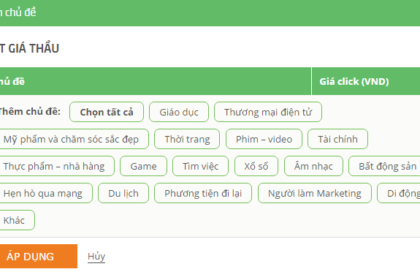 chủ đề
T GIÁ THẦU
hủ đề Giá click (VND)
Thêm chủ đề: Chọn tất cả Giáo dục Thương mại điện tử
Mỹ phẩm và chăm sóc sắc đẹp Thời trang Phim – video Tài chính
Thực phẩm – nhà hàng Game Tìm việc Xổ số Âm nhạc Bất động sản
Hẹn hò qua mạng Du lịch Phương tiện đi lại Người làm Marketing Di động
Khác
ÁP DỤNG Hủy